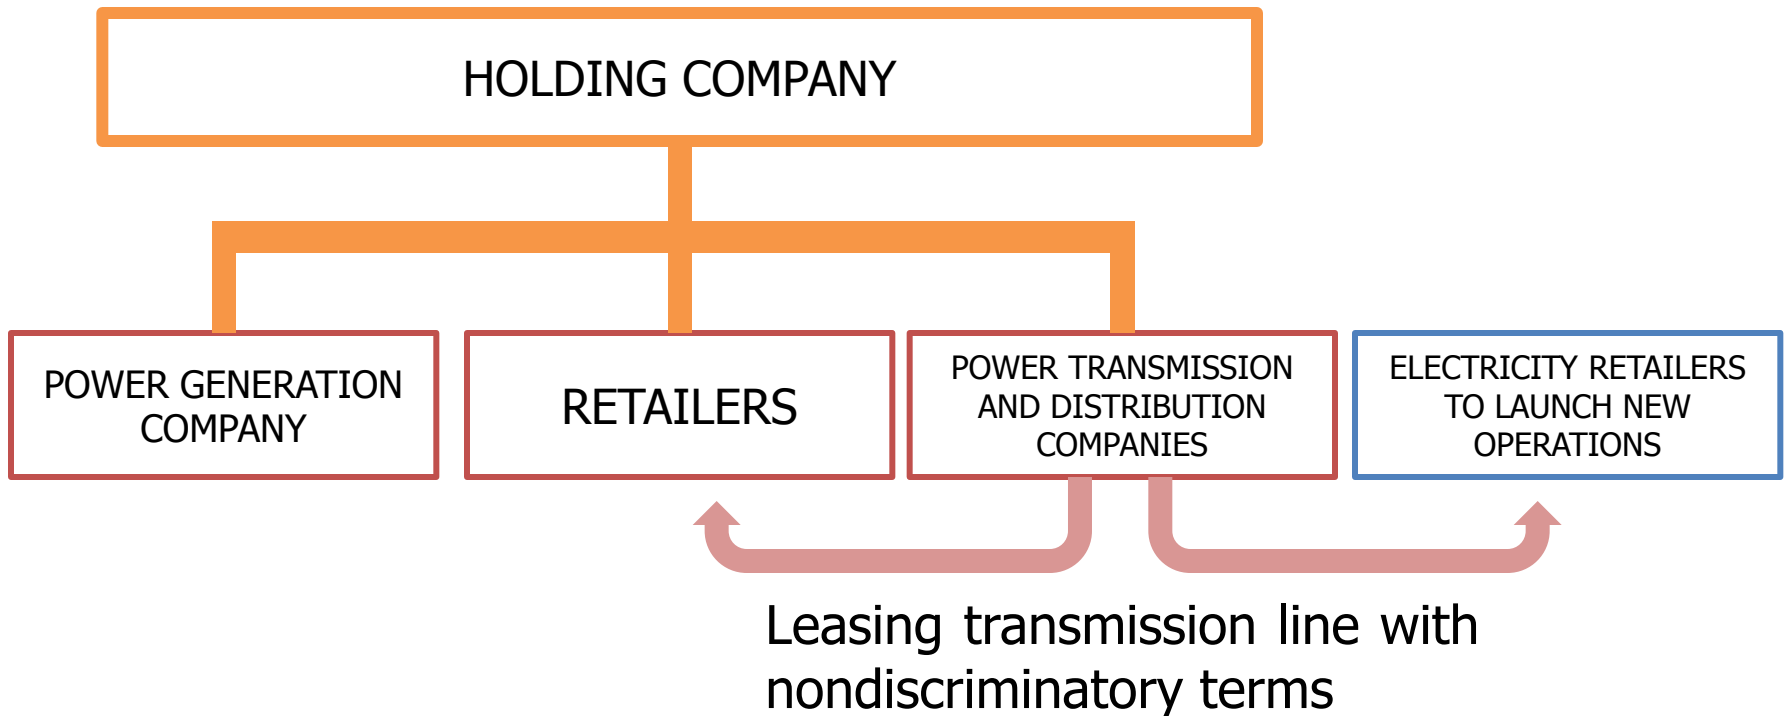 HOLDING COMPANY
POWER GENERATION
COMPANY
RETAILERS
POWER TRANSMISSION
AND DISTRIBUTION
COMPANIES
ELECTRICITY RETAILERS
TO LAUNCH NEW
OPERATIONS
Leasing transmission line with
nondiscriminatory terms